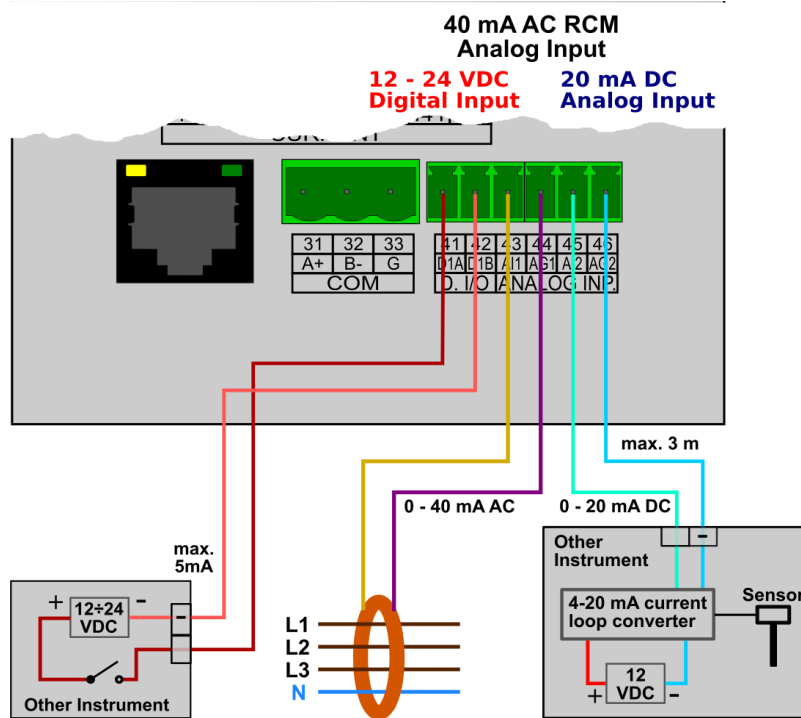 40 mA AC RCM
Analog Input
12 - 24 VDC
Digital Input
20 mA DC
Analog Input
31 32 33
A+ B- G
COM
41 42 43 44 45 46
D1A D1B AI1 AG1 AI2 AG2
D. I/O ANALOG INP.
max. 3 m
0 - 40 mA AC
0 - 20 mA DC
max.
5mA
+ 12÷24 -
VDC
-
Other Instrument
L1
L2
L3
N
-
Other
Instrument
4-20 mA current
loop converter
Sensor
12
VDC
+ -